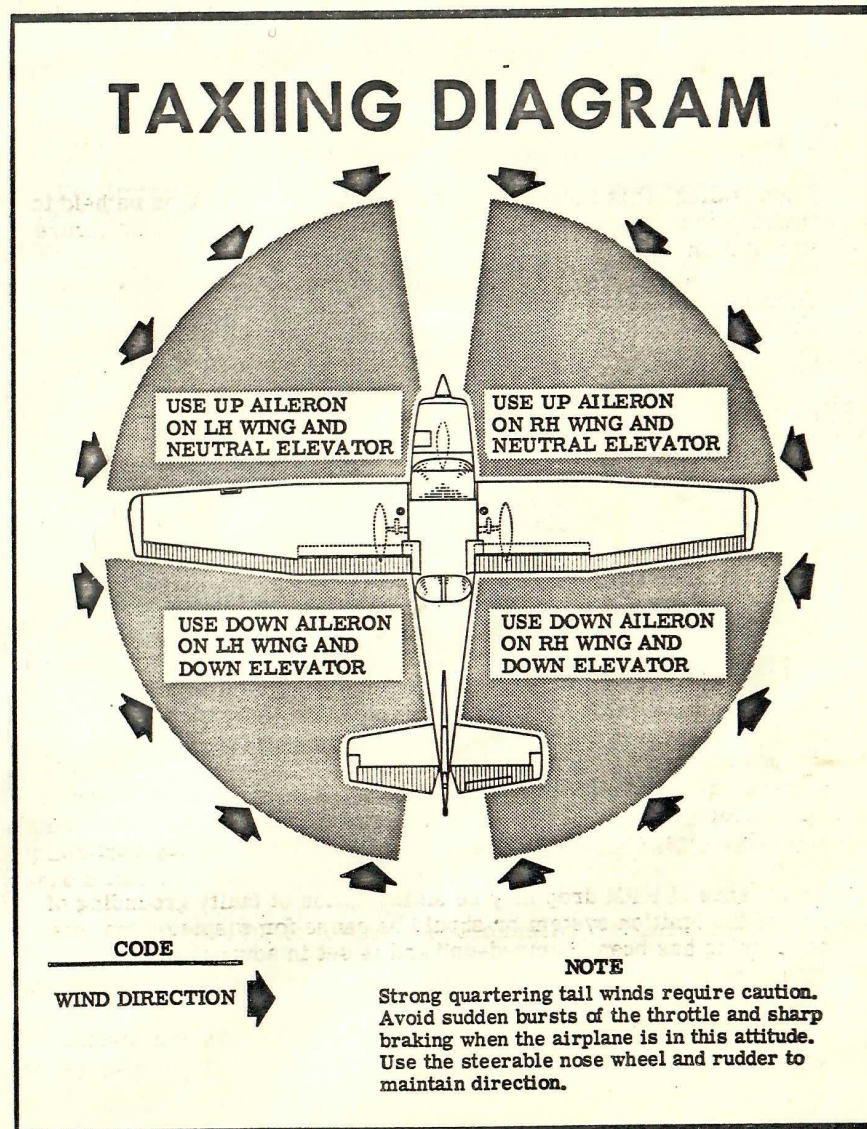 TAXIING DIAGRAM
USE UP AILERON
ON LH WING AND
NEUTRAL ELEVATOR
USE UP AILERON
ON RH WING AND
NEUTRAL ELEVATOR
USE DOWN AILERON
ON LH WING AND
DOWN ELEVATOR
USE DOWN AILERON
ON RH WING AND
DOWN ELEVATOR
CODE
WIND DIRECTION
NOTE
Strong quartering tail winds require caution.
Avoid sudden bursts of the throttle and sharp
braking when the airplane is in this attitude.
Use the steerable nose wheel and rudder to
maintain direction.